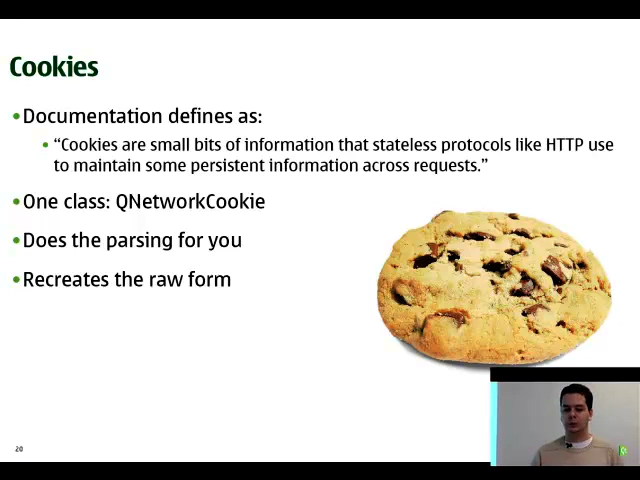 Cookies
•Documentation defines as:
• “Cookies are small bits of information that stateless protocols like HTTP use
to maintain some persistent information across requests.”
•One class: QNetworkCookie
•Does the parsing for you
•Recreates the raw form
20